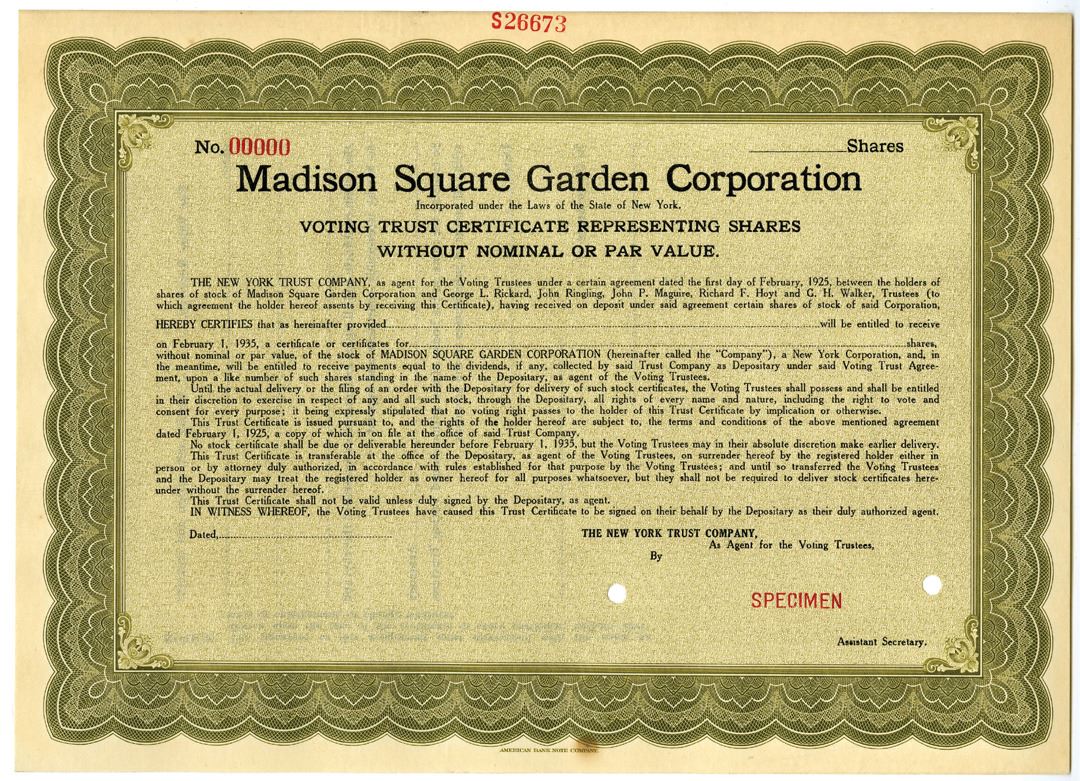 S26673
No. 00000 Shares
Madison Square Garden Corporation
Incorporated under the Laws of the State of New York.
VOTING TRUST CERTIFICATE REPRESENTING SHARES
WITHOUT NOMINAL OR PAR VALUE.
THE NEW YORK TRUST COMPANY, as agent for the Voting Trustees under a certain agreement dated the first day of February, 1925, between the holders of
shares of stock of Madison Square Garden Corporation and George L. Rickard, John Ringling, John P. Maguire, Richard F. Hoyt and G. H. Walker, Trustees (to
which agreement the holder hereof assents by receiving this Certificate), having received on deposit under said agreement certain shares of stock of said Corporation,
HEREBY CERTIFIES that as hereinafter provided will be entitled to receive
on February 1, 1935, a certificate or certificates for shares,
without nominal or par value, of the stock of MADISON SQUARE GARDEN CORPORATION (hereinafter called the "Company"), a New York Corporation, and, in
the meantime, will be entitled to receive payments equal to the dividends, if any, collected by said Trust Company as Depositary under said Voting Trust Agree-
ment, upon a like number of such shares standing in the name of the Depositary, as agent of the Voting Trustees.
Until the actual delivery or the filing of an order with the Depositary for delivery of such stock certificates, the Voting Trustees shall possess and shall be entitled
in their discretion to exercise in respect of any and all such stock, through the Depositary, all rights of every name and nature, including the right to vote and
consent for every purpose; it being expressly stipulated that no voting right passes to the holder of this Trust Certificate by implication or otherwise.
This Trust Certificate is issued pursuant to, and the rights of the holder hereof are subject to, the terms and conditions of the above mentioned agreement
dated February 1, 1925, a copy of which in on file at the office of said Trust Company.
No stock certificate shall be due or deliverable hereunder before February 1, 1935, but the Voting Trustees may in their absolute discretion make earlier delivery.
This Trust Certificate is transferable at the office of the Depositary, as agent of the Voting Trustees, on surrender hereof by the registered holder either in
person or by attorney duly authorized, in accordance with rules established for that purpose by the Voting Trustees; and until so transferred the Voting Trustees
and the Depositary may treat the registered holder as owner hereof for all purposes whatsoever, but they shall not be required to deliver stock certificates here-
under without the surrender hereof.
This Trust Certificate shall not be valid unless duly signed by the Depositary, as agent.
IN WITNESS WHEREOF, the Voting Trustees have caused this Trust Certificate to be signed on their behalf by the Depositary as their duly authorized agent.
Dated, THE NEW YORK TRUST COMPANY,
As Agent for the Voting Trustees,
By
SPECIMEN
Assistant Secretary.
AMERICAN BANK NOTE COMPANY.